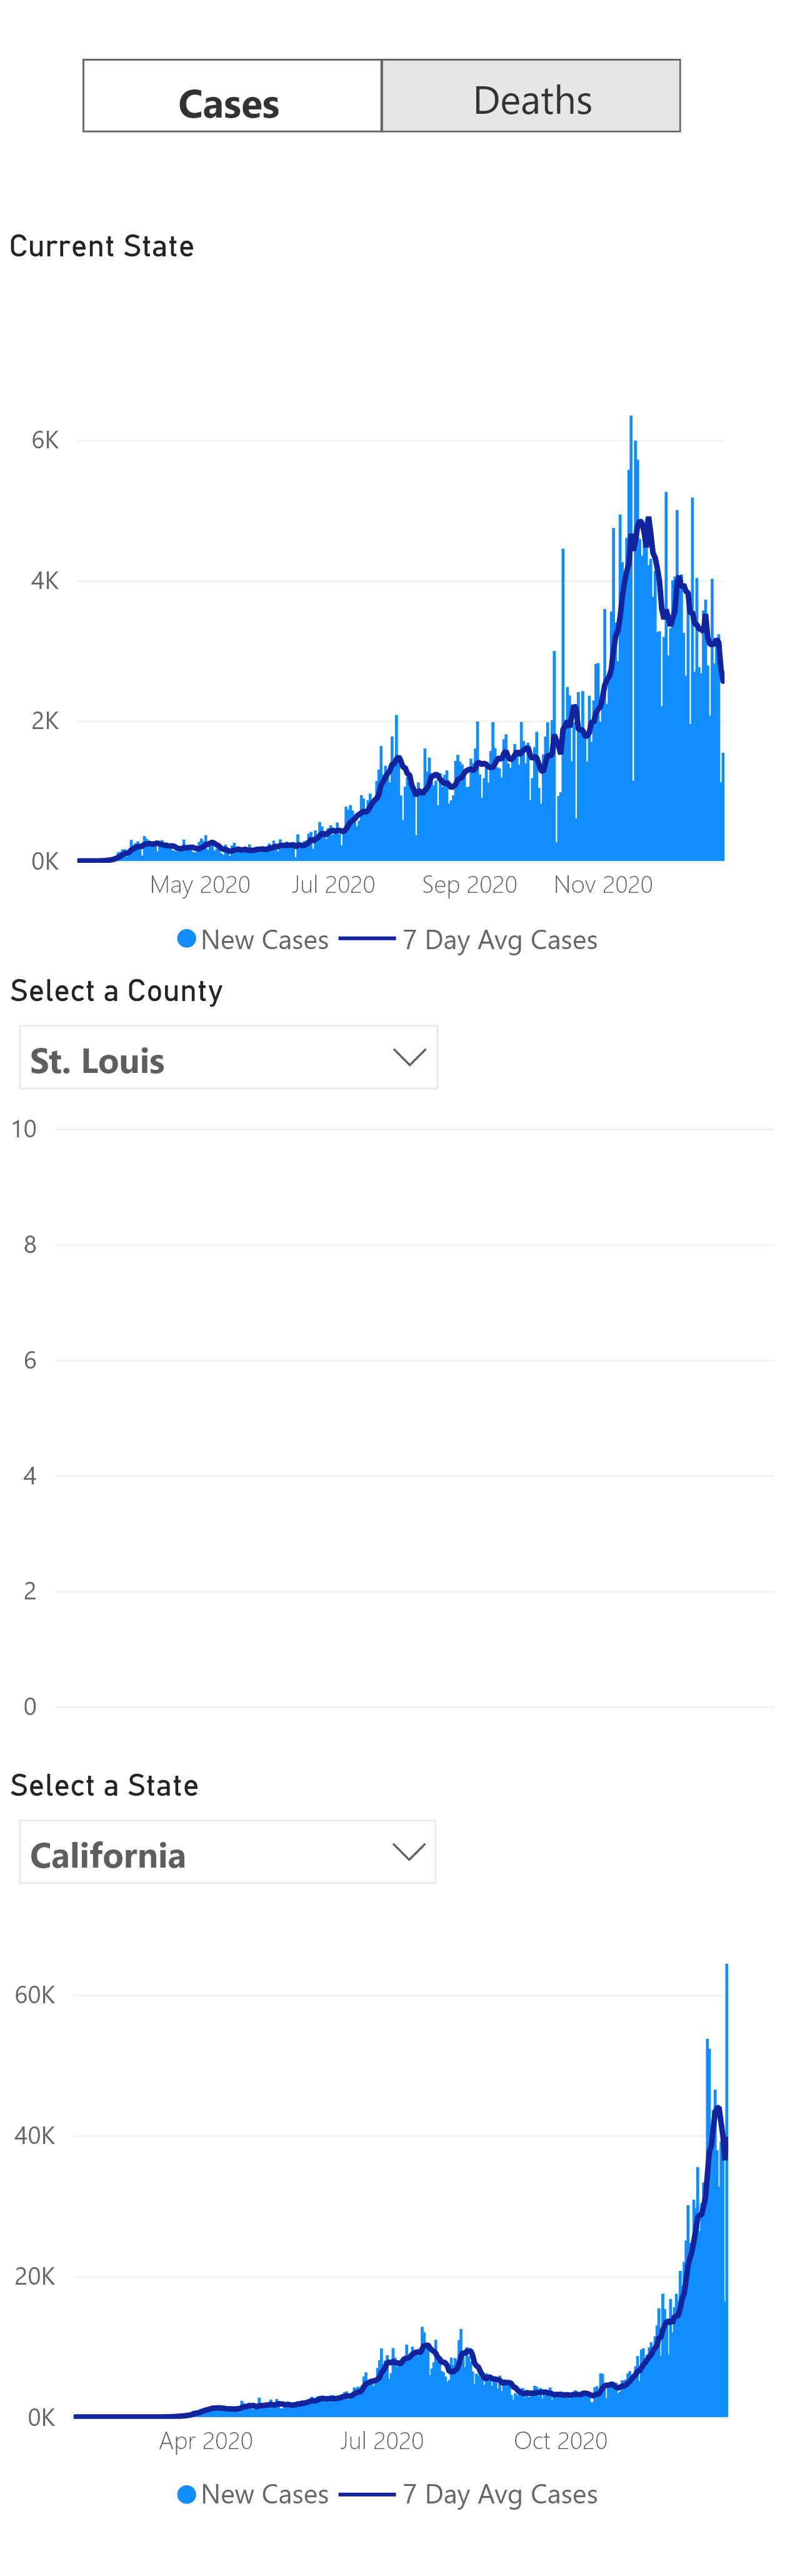 Cases Deaths
Current State
6K
4K
2K
0K
May 2020 Jul 2020 Sep 2020 Nov 2020
New Cases 7 Day Avg Cases
Select a County
St. Louis
10
8
6
4
2
0
Select a State
California
60K
40K
20K
0K
Apr 2020 Jul 2020 Oct 2020
New Cases 7 Day Avg Cases